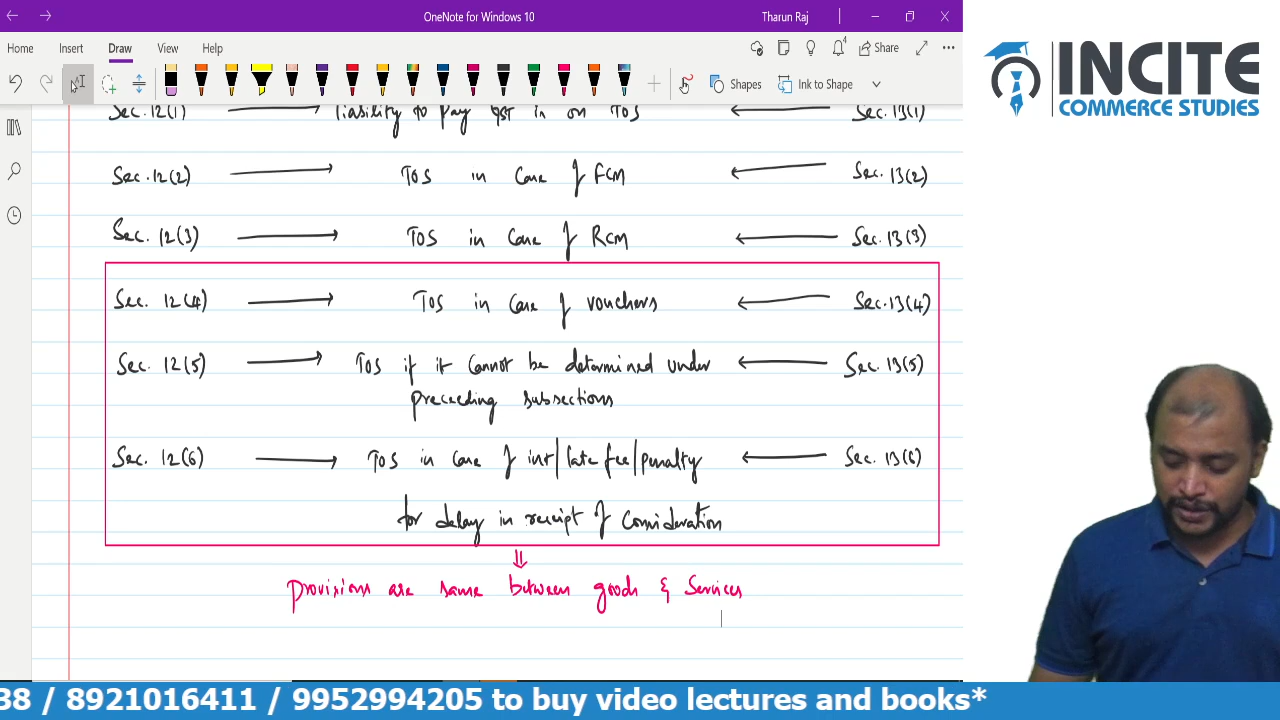 OneNote for Windows 10
Tharun Raj
Home Insert Draw View Help
4
Share
Shapes
Ink to Shape
INCITE
COMMERCE STUDIES
Sec.12(1) liability to pay GST is on TOS Sec.13(1)
Sec.12(2) TOS in Case of FCM Sec.13(2)
Sec.12(3) TOS in Case of RCM Sec.13(3)
Sec. 12(4) TOS in Case of vouchers Sec.13(4)
Sec. 12(5) TOS if it Cannot be determined under Sec. 13(5)
preceding subsections
Sec. 12(6) TOS in Case of int/late fee/penalty Sec.13(6)
for delay in receipt of Consideration
provisions are same between goods & Services
38 / 8921016411 / 9952994205 to buy video lectures and books*